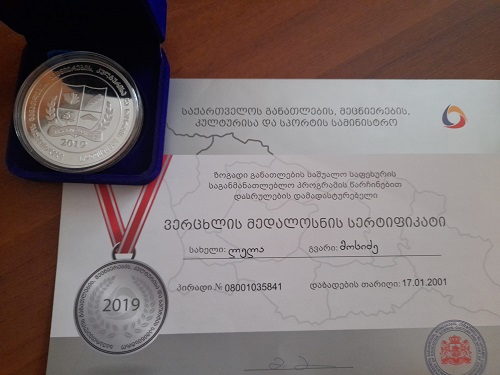 2019
საქართველოს განათლების, მეცნიერების,
კულტურისა და სპორტის სამინისტრო
ზოგადი განათლების საშუალო საფეხურის
საგანმანათლებლო პროგრამის წარჩინებით
დასრულების დამადასტურებელი
ვერცხლის მედალოსნის სერტიფიკატი
სახელი: ლელა გვარი: მოსიძე
პირადი № 08001035841 დაბადების თარიღი: 17.01.2001
2019